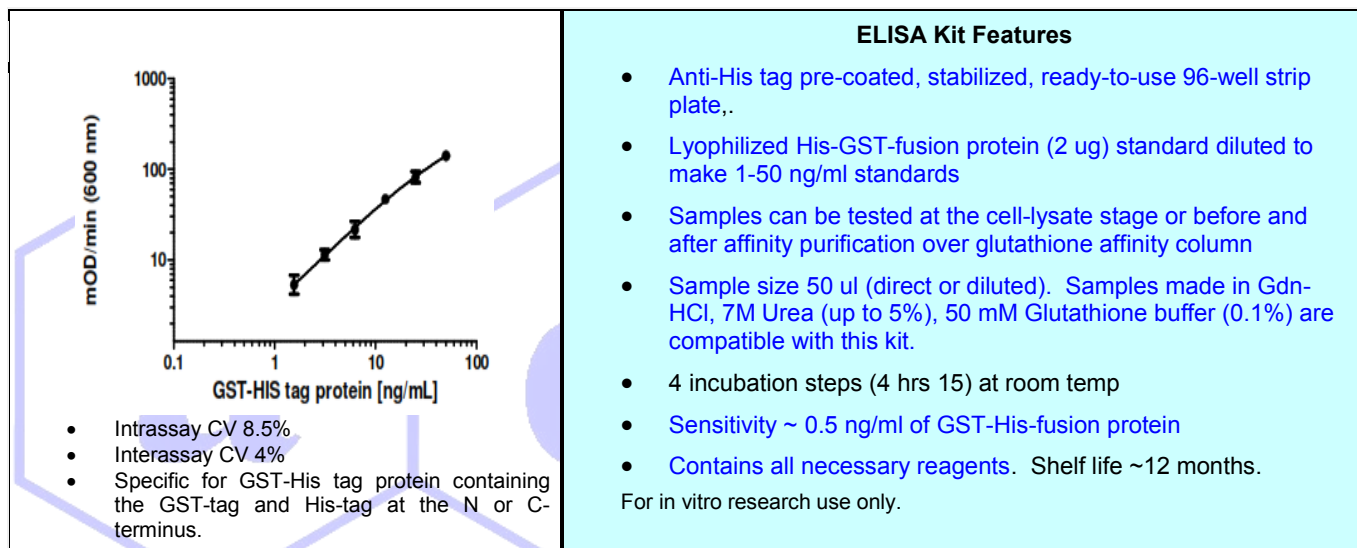 1000
100
10
0.1
1
10
100
mOD/min (600 nm)
GST-HIS tag protein [ng/mL]
• Intrassay CV 8.5%
• Interassay CV 4%
• Specific for GST-His tag protein containing
the GST-tag and His-tag at the N or C-
terminus.
ELISA Kit Features
• Anti-His tag pre-coated, stabilized, ready-to-use 96-well strip
plate,.
• Lyophilized His-GST-fusion protein (2 ug) standard diluted to
make 1-50 ng/ml standards
• Samples can be tested at the cell-lysate stage or before and
after affinity purification over glutathione affinity column
• Sample size 50 ul (direct or diluted). Samples made in Gdn-
HCl, 7M Urea (up to 5%), 50 mM Glutathione buffer (0.1%) are
compatible with this kit.
• 4 incubation steps (4 hrs 15) at room temp
• Sensitivity ~ 0.5 ng/ml of GST-His-fusion protein
• Contains all necessary reagents. Shelf life ~12 months.
For in vitro research use only.